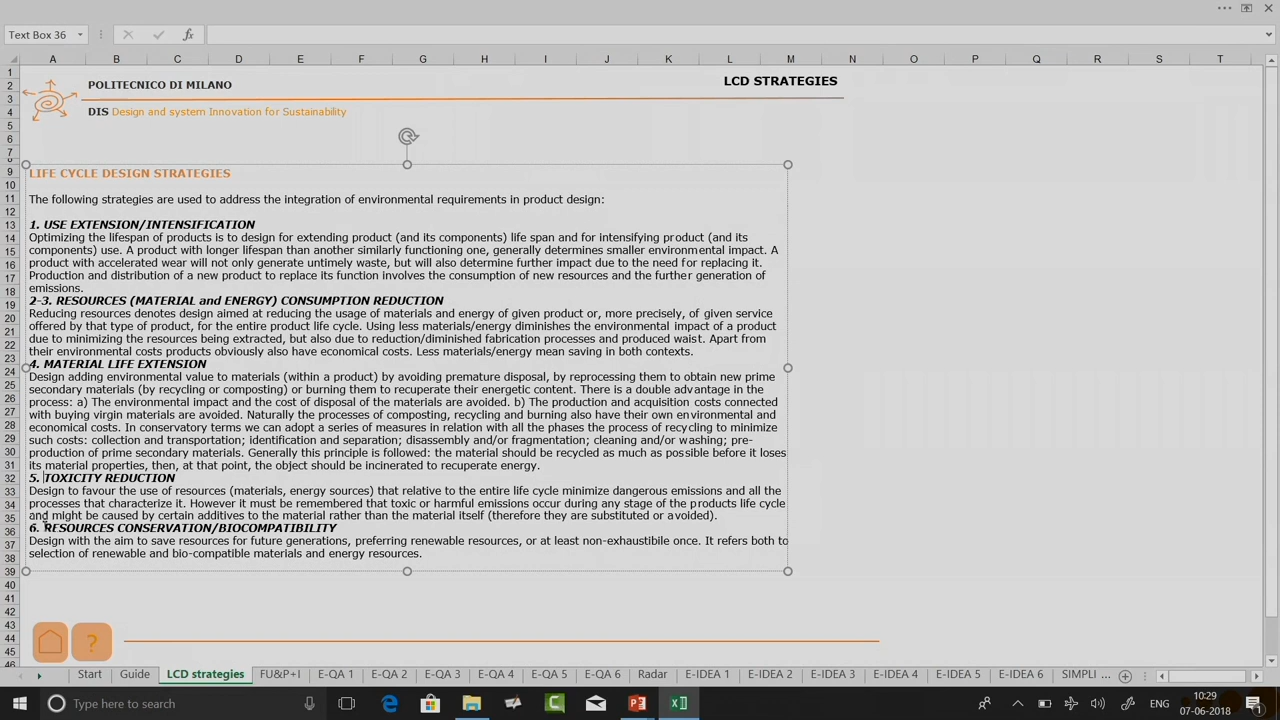 Text Box 36
fx
A B C D E F G H I J K L M N O P Q R S T
POLITECNICO DI MILANO
LCD STRATEGIES
DIS Design and system Innovation for Sustainability
LIFE CYCLE DESIGN STRATEGIES
The following strategies are used to address the integration of environmental requirements in product design:
1. USE EXTENSION/INTENSIFICATION
Optimizing the lifespan of products is to design for extending product (and its components) life span and for intensifying product (and its
components) use. A product with longer lifespan than another similarly functioning one, generally determines smaller environmental impact. A
product with accelerated wear will not only generate untimely waste, but will also determine further impact due to the need for replacing it.
Production and distribution of a new product to replace its function involves the consumption of new resources and the further generation of
emissions.
2-3. RESOURCES (MATERIAL and ENERGY) CONSUMPTION REDUCTION
Reducing resources denotes design aimed at reducing the usage of materials and energy of given product or, more precisely, of given service
offered by that type of product, for the entire product life cycle. Using less materials/energy diminishes the environmental impact of a product
due to minimizing the resources being extracted, but also due to reduction/diminished fabrication processes and produced waist. Apart from
their environmental costs products obviously also have economical costs. Less materials/energy mean saving in both contexts.
4. MATERIAL LIFE EXTENSION
Design adding environmental value to materials (within a product) by avoiding premature disposal, by reprocessing them to obtain new prime
secondary materials (by recycling or composting) or burning them to recuperate their energetic content. There is a double advantage in the
process: a) The environmental impact and the cost of disposal of the materials are avoided. b) The production and acquisition costs connected
with buying virgin materials are avoided. Naturally the processes of composting, recycling and burning also have their own environmental and
economical costs. In conservatory terms we can adopt a series of measures in relation with all the phases the process of recycling to minimize
such costs: collection and transportation; identification and separation; disassembly and/or fragmentation; cleaning and/or washing; pre-
production of prime secondary materials. Generally this principle is followed: the material should be recycled as much as possible before it loses
its material properties, then, at that point, the object should be incinerated to recuperate energy.
5. TOXICITY REDUCTION
Design to favour the use of resources (materials, energy sources) that relative to the entire life cycle minimize dangerous emissions and all the
processes that characterize it. However it must be remembered that toxic or harmful emissions occur during any stage of the products life cycle
and might be caused by certain additives to the material rather than the material itself (therefore they are substituted or avoided).
6. RESOURCES CONSERVATION/BIOCOMPATIBILITY
Design with the aim to save resources for future generations, preferring renewable resources, or at least non-exhaustibile once. It refers both to
selection of renewable and bio-compatible materials and energy resources.
?
Start Guide LCD strategies FU&P+I E-QA 1 E-QA 2 E-QA 3 E-QA 4 E-QA 5 E-QA 6 Radar E-IDEA 1 E-IDEA 2 E-IDEA 3 E-IDEA 4 E-IDEA 5 E-IDEA 6 SIMPLI ...
Type here to search
ENG
10:29
07-06-2018